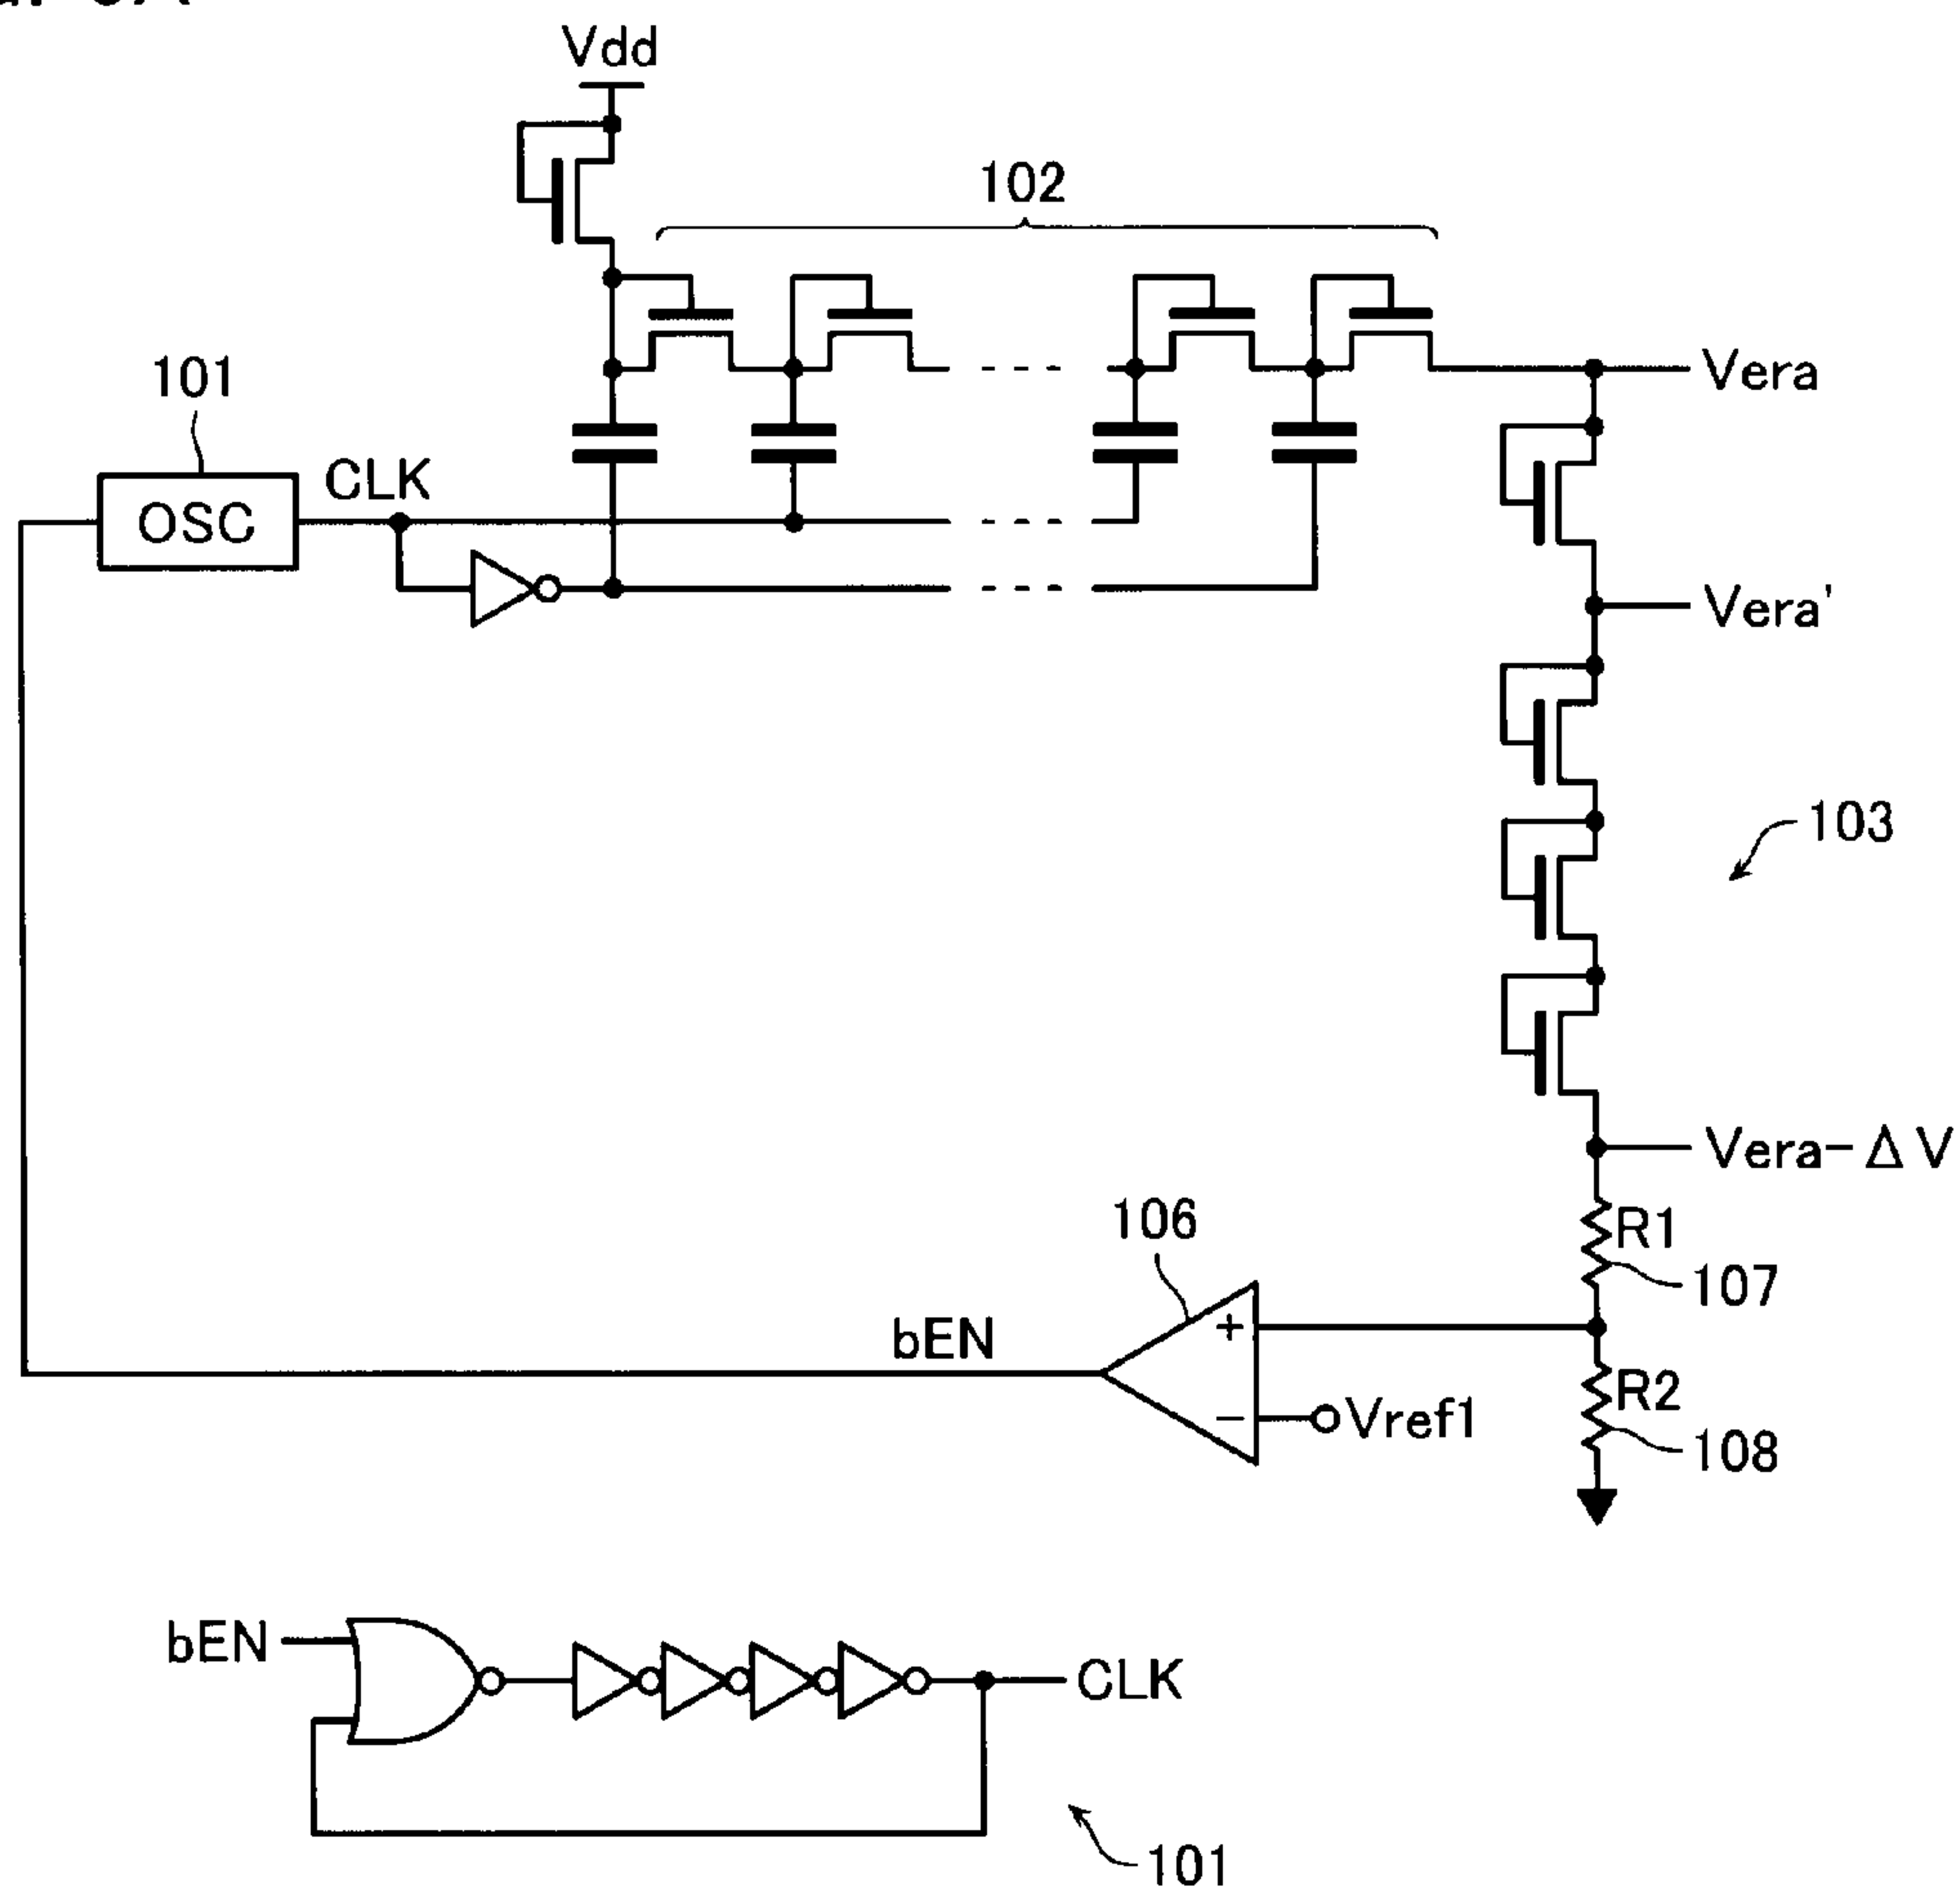 Vdd
102
101
CLK
OSC
Vera
Vera'
103
Vera-ΔV
R1
107
106
bEN
+
R2
-
Vref1
108
bEN
CLK
101